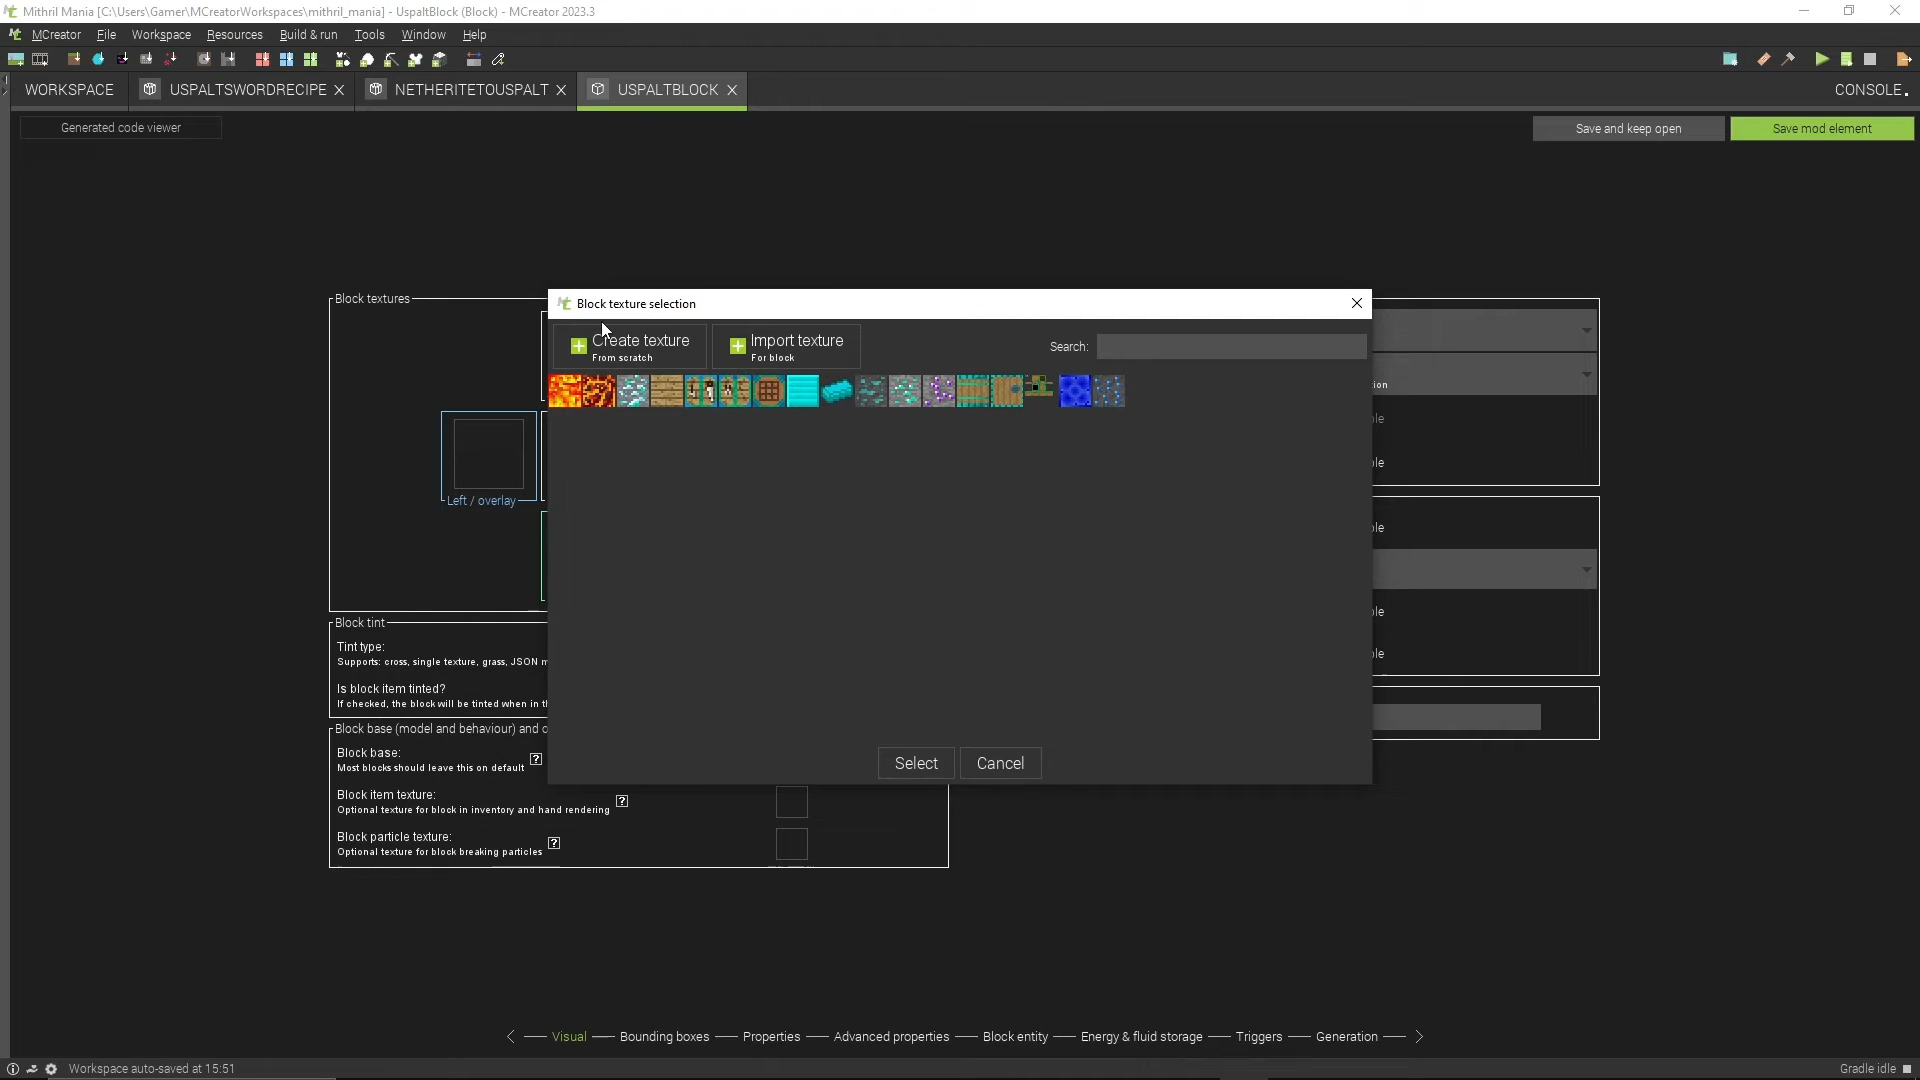 Mithril Mania [C:\Users\Gamer\MCreatorWorkspaces\mithril_mania] - UspaltBlock (Block) - MCreator 2023.3
MCreator File Workspace Resources Build & run Tools Window Help
WORKSPACE USPALTSWORDRECIPE NETHERITETOUSPALT USPALTBLOCK CONSOLE
Generated code viewer Save and keep open Save mod element
Block textures
Block texture selection
Create texture Import texture Search:
From scratch For block
ion
ole
ole
Left / overlay
ole
ole
Block tint
Tint type:
Supports: cross, single texture, grass, JSON m
ole
Is block item tinted?
If checked, the block will be tinted when in th
Block base (model and behaviour) and o
Block base:
Most blocks should leave this on default
Select Cancel
Block item texture:
Optional texture for block in inventory and hand rendering
Block particle texture:
Optional texture for block breaking particles
Visual Bounding boxes Properties Advanced properties Block entity Energy & fluid storage Triggers Generation
Workspace auto-saved at 15:51 Gradle idle